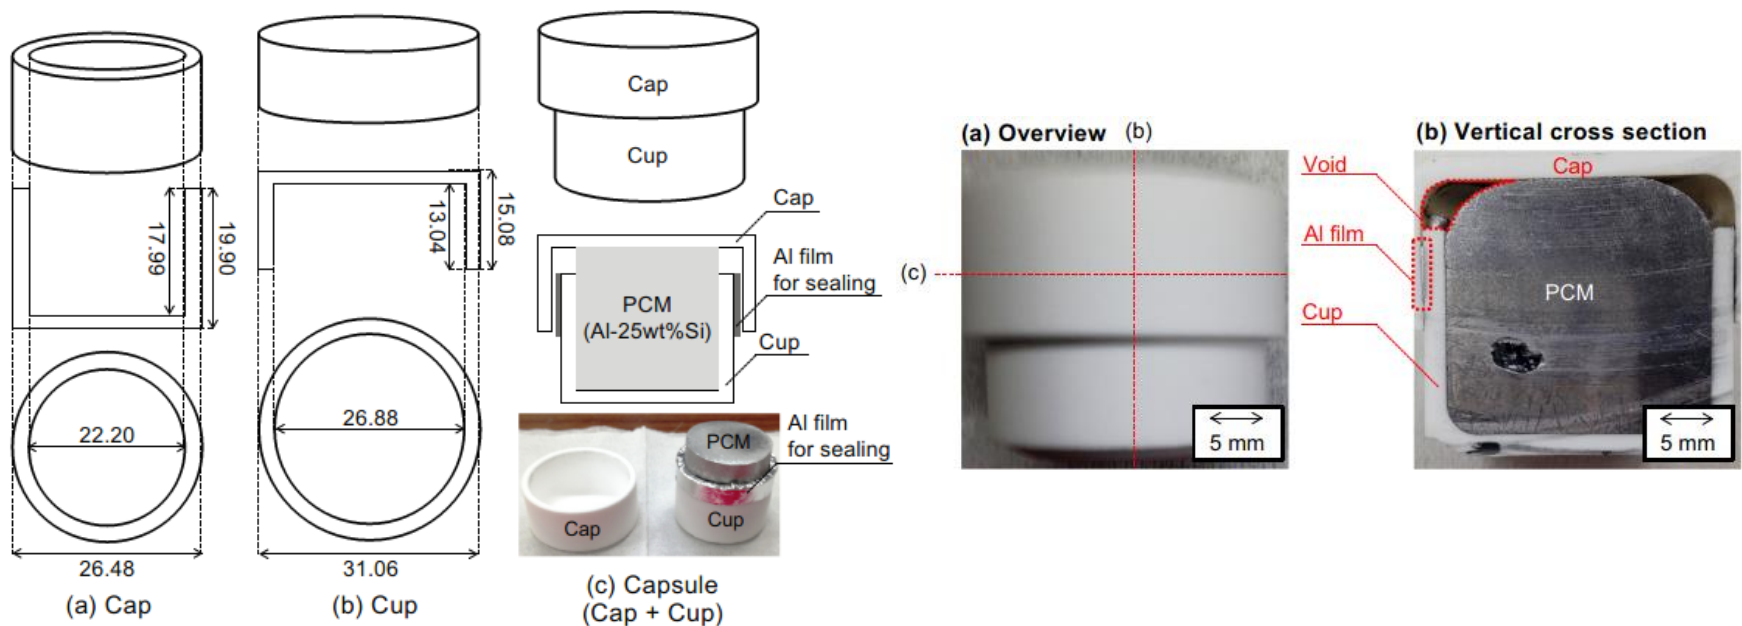 17.99
19.90
22.20
26.48
(a) Cap
13.04
15.08
26.88
31.06
(b) Cup
Cap
Cup
Cap
Al film
for sealing
PCM
(Al-25wt%Si)
Cup
Al film
for sealing
PCM
Cap
Cup
(c) Capsule
(Cap + Cup)
(a) Overview
(b)
(c)
5 mm
(b) Vertical cross section
Void
Cap
Al film
PCM
Cup
5 mm